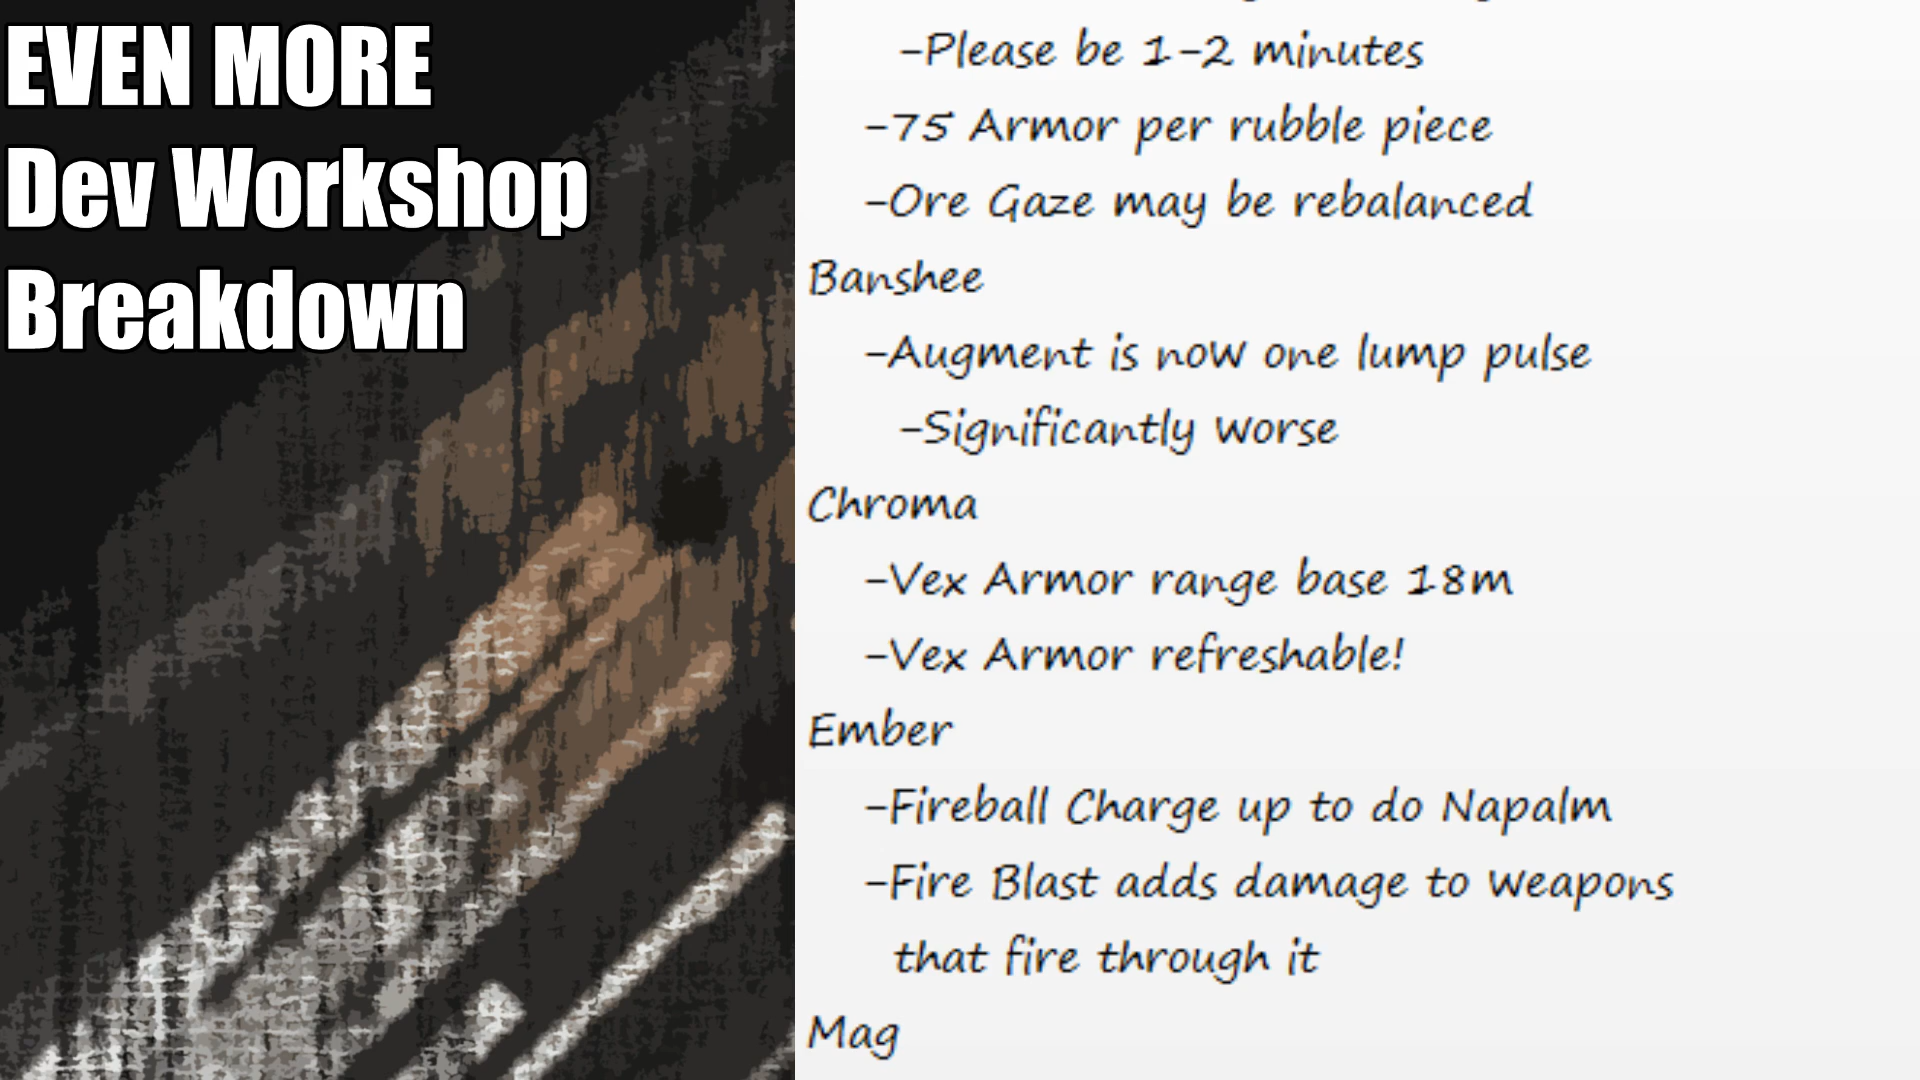 EVEN MORE
Dev Workshop
Breakdown
-Please be 1-2 minutes
-75 Armor per rubble piece
-Ore Gaze may be rebalanced
Banshee
-Augment is now one lump pulse
-Significantly worse
Chroma
-Vex Armor range base 18m
-Vex Armor refreshable!
Ember
-Fireball Charge up to do Napalm
-Fire Blast adds damage to weapons
that fire through it
Mag